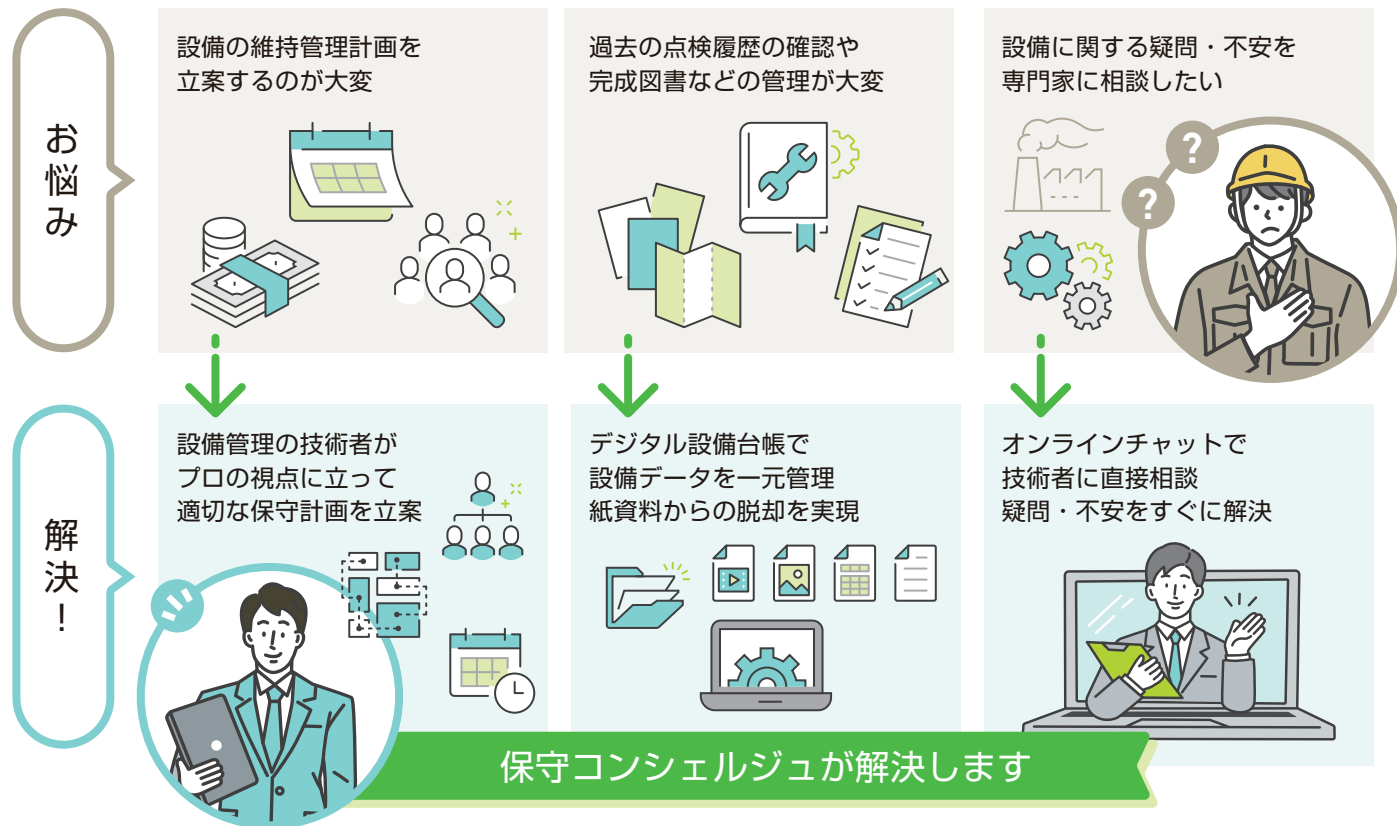 お悩み
設備の維持管理計画を
立案するのが大変
過去の点検履歴の確認や
完成図書などの管理が大変
設備に関する疑問・不安を
専門家に相談したい
?
?
解決!
設備管理の技術者が
プロの視点に立って
適切な保守計画を立案
デジタル設備台帳で
設備データを一元管理
紙資料からの脱却を実現
オンラインチャットで
技術者に直接相談
疑問・不安をすぐに解決
保守コンシェルジュが解決します